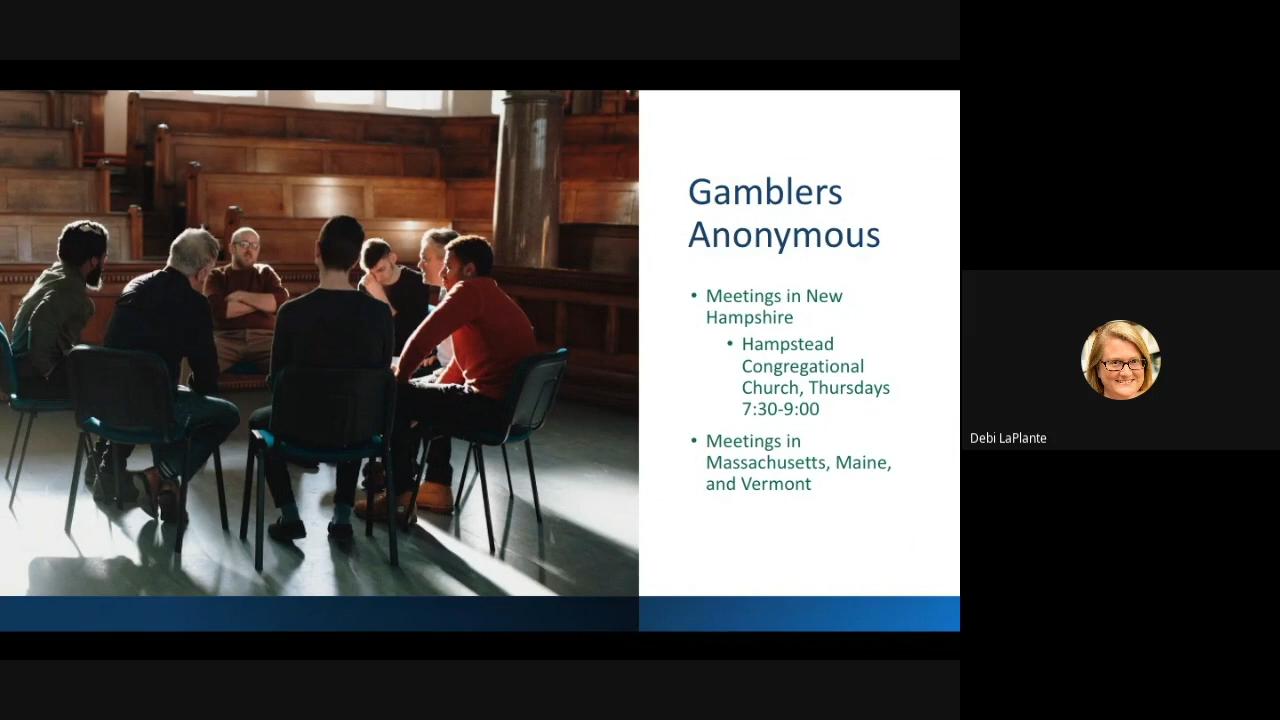 Gamblers
Anonymous
• Meetings in New
Hampshire
• Hampstead
Congregational
Church, Thursdays
7:30-9:00
• Meetings in
Massachusetts, Maine,
and Vermont
Debi LaPlante